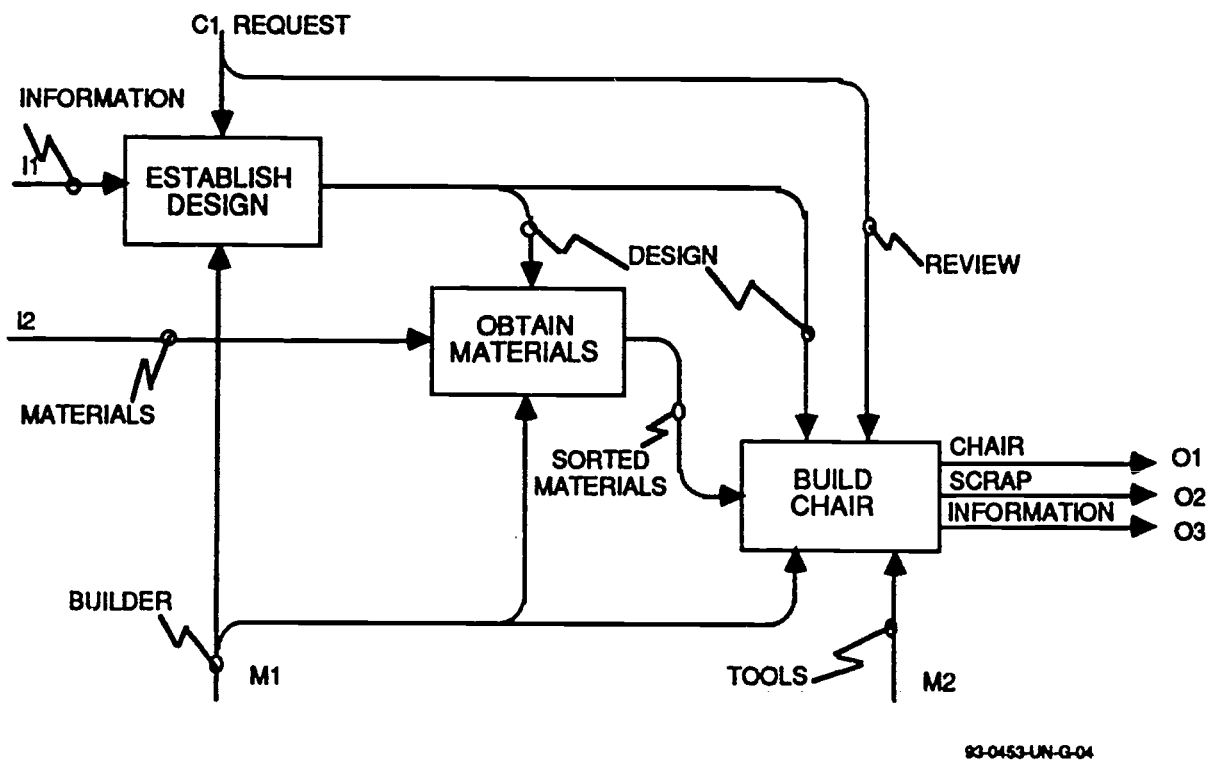 C1 REQUEST
INFORMATION
I1
ESTABLISH
DESIGN
DESIGN
REVIEW
I2
OBTAIN
MATERIALS
MATERIALS
SORTED
MATERIALS
BUILD
CHAIR
CHAIR
O1
SCRAP
O2
INFORMATION
O3
BUILDER
M1
TOOLS
M2
93-0453-UN-G-04